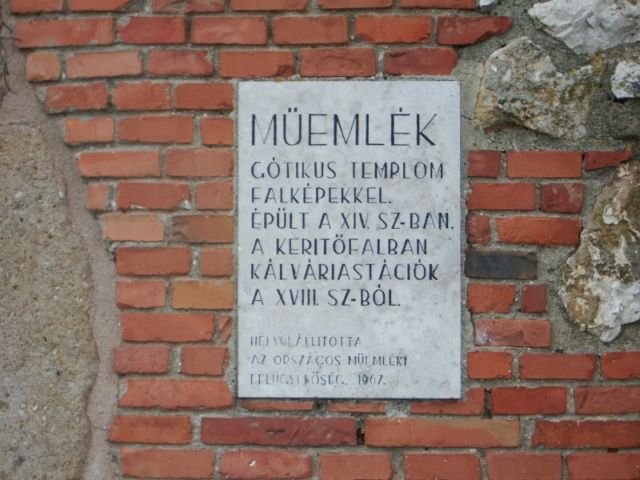 MŰEMLÉK
GÓTIKUS TEMPLOM
FALKÉPEKKEL.
ÉPÜLT A XIV. SZ-BAN.
A KERITŐFALBAN
KÁLVÁRIASTÁCIÓK
A XVIII. SZ-BÓL.
HELYREÁLLITOTTA
AZ ORSZÁGOS MŰEMLÉKI
FELÜGYELŐSÉG. 1967.